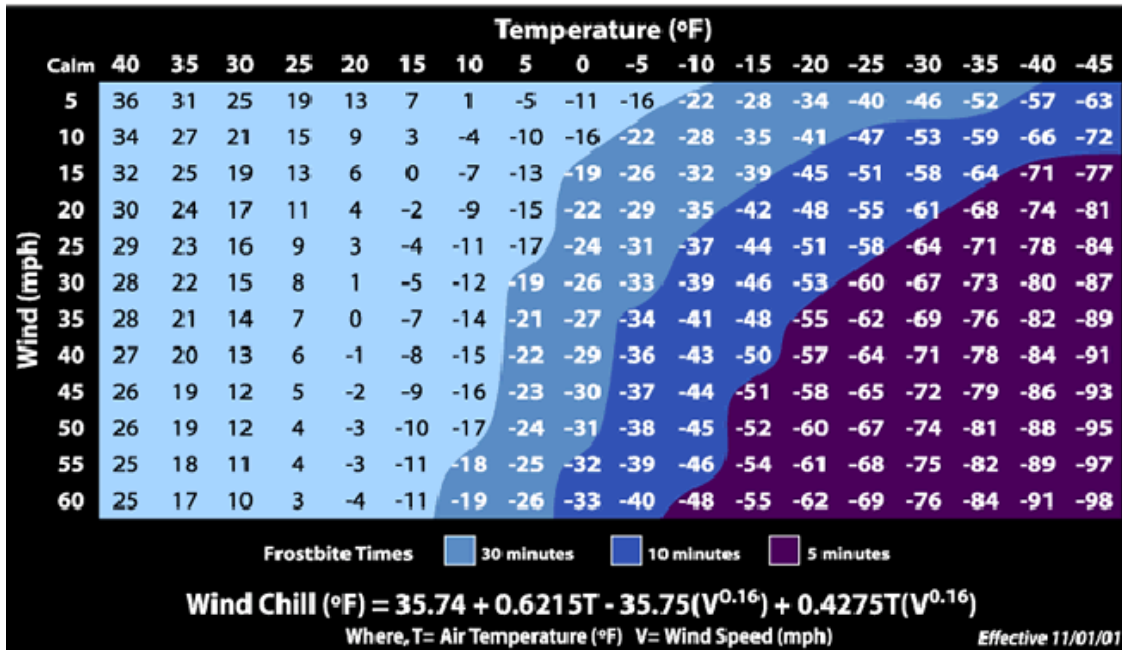 Temperature (ºF)
Calm 40 35 30 25 20 15 10 5 0 -5 -10 -15 -20 -25 -30 -35 -40 -45
5 36 31 25 19 13 7 1 -5 -11 -16 -22 -28 -34 -40 -46 -52 -57 -63
10 34 27 21 15 9 3 -4 -10 -16 -22 -28 -35 -41 -47 -53 -59 -66 -72
15 32 25 19 13 6 0 -7 -13 -19 -26 -32 -39 -45 -51 -58 -64 -71 -77
20 30 24 17 11 4 -2 -9 -15 -22 -29 -35 -42 -48 -55 -61 -68 -74 -81
25 29 23 16 9 3 -4 -11 -17 -24 -31 -37 -44 -51 -58 -64 -71 -78 -84
30 28 22 15 8 1 -5 -12 -19 -26 -33 -39 -46 -53 -60 -67 -73 -80 -87
35 28 21 14 7 0 -7 -14 -21 -27 -34 -41 -48 -55 -62 -69 -76 -82 -89
40 27 20 13 6 -1 -8 -15 -22 -29 -36 -43 -50 -57 -64 -71 -78 -84 -91
45 26 19 12 5 -2 -9 -16 -23 -30 -37 -44 -51 -58 -65 -72 -79 -86 -93
50 26 19 12 4 -3 -10 -17 -24 -31 -38 -45 -52 -60 -67 -74 -81 -88 -95
55 25 18 11 4 -3 -11 -18 -25 -32 -39 -46 -54 -61 -68 -75 -82 -89 -97
60 25 17 10 3 -4 -11 -19 -26 -33 -40 -48 -55 -62 -69 -76 -84 -91 -98
Wind (mph)
Frostbite Times 30 minutes 10 minutes 5 minutes
Wind Chill (ºF) = 35.74 + 0.6215T - 35.75(V^0.16) + 0.4275T(V^0.16)
Where, T= Air Temperature (ºF) V= Wind Speed (mph) Effective 11/01/01